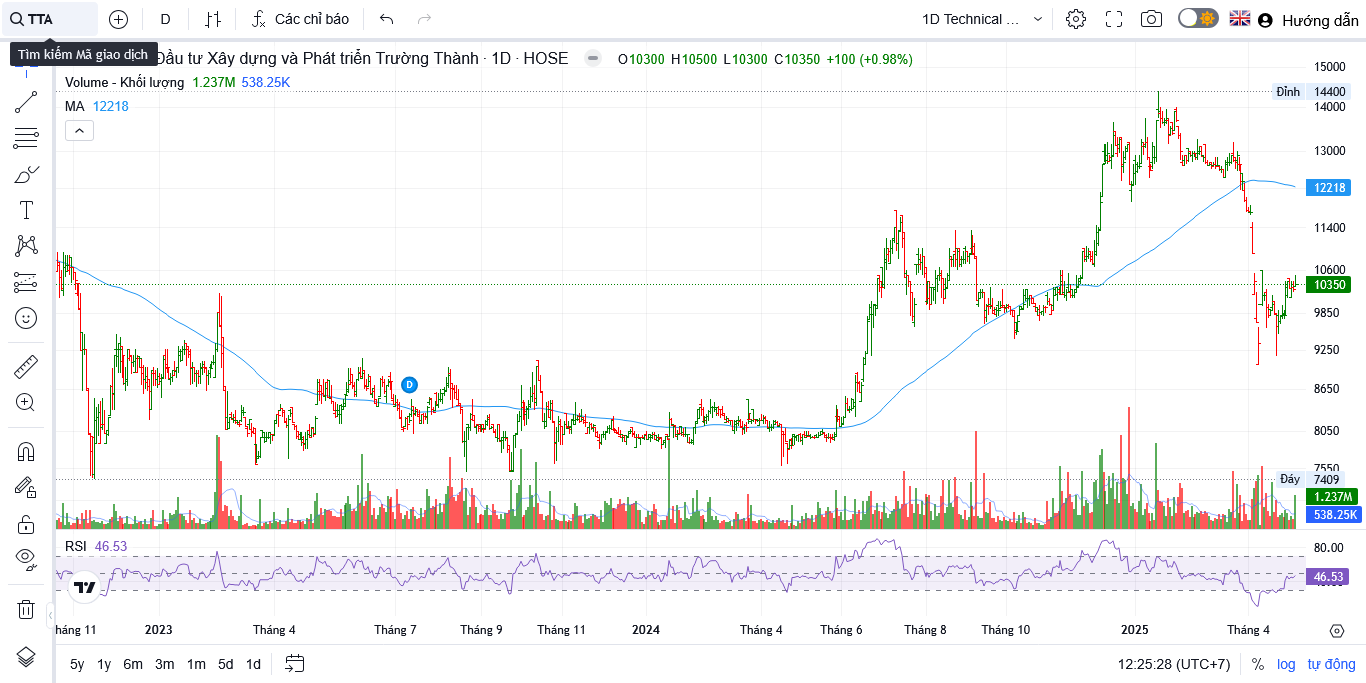 TTA
D
Các chỉ báo
1D Technical ...
Hướng dẫn
Tìm kiếm Mã giao dịch
Đầu tư Xây dựng và Phát triển Trường Thành · 1D · HOSE
O10300 H10500 L10300 C10350 +100 (+0.98%)
Volume - Khối lượng 1.237M 538.25K
MA 12218
15000
Đỉnh 14400
14000
13000
12218
11400
10600
10350
9850
9250
8650
8050
7550
Đáy 7409
1.237M
538.25K
D
T
RSI 46.53
80.00
46.53
háng 11
2023
Tháng 4
Tháng 7
Tháng 9
Tháng 11
2024
Tháng 4
Tháng 6
Tháng 8
Tháng 10
2025
Tháng 4
5y 1y 6m 3m 1m 5d 1d
12:25:28 (UTC+7)
% log tự động